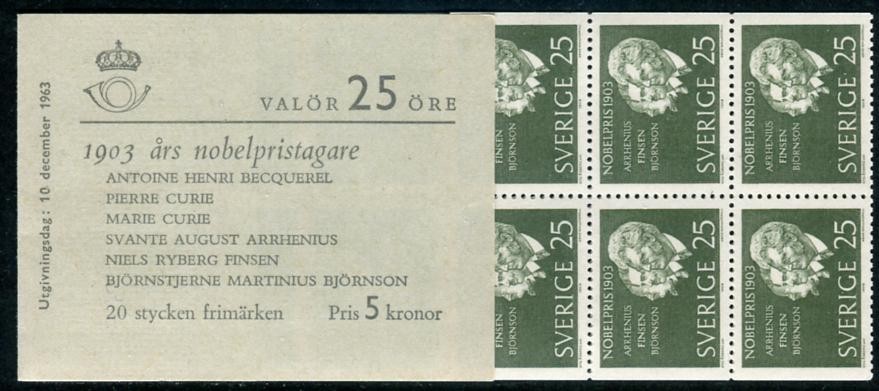 Utgivningsdag: 10 december 1963
VALÖR 25 ÖRE
1903 års nobelpristagare
ANTOINE HENRI BECQUEREL
PIERRE CURIE
MARIE CURIE
SVANTE AUGUST ARRHENIUS
NIELS RYBERG FINSEN
BJÖRNSTJERNE MARTINIUS BJÖRNSON
20 stycken frimärken Pris 5 kronor
FINSEN
BJÖRNSON
SVERIGE 25
NOBELPRIS 1903
ARRHENIUS
FINSEN
BJÖRNSON
SVERIGE 25
NOBELPRIS 1903
ARRHENIUS
FINSEN
BJÖRNSON
SVERIGE 25
FINSEN
BJÖRNSON
SVERIGE 25
NOBELPRIS 1903
ARRHENIUS
FINSEN
BJÖRNSON
SVERIGE 25
NOBELPRIS 1903
ARRHENIUS
FINSEN
BJÖRNSON
SVERIGE 25